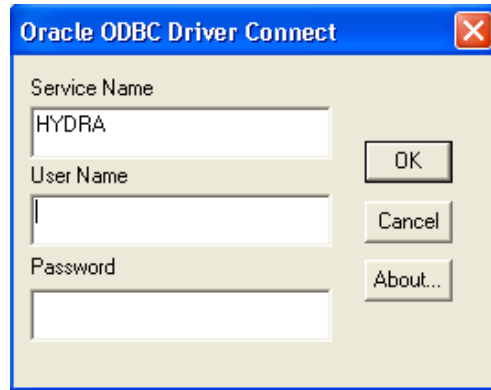 Oracle ODBC Driver Connect
Service Name
HYDRA
OK
User Name
Cancel
Password
About...